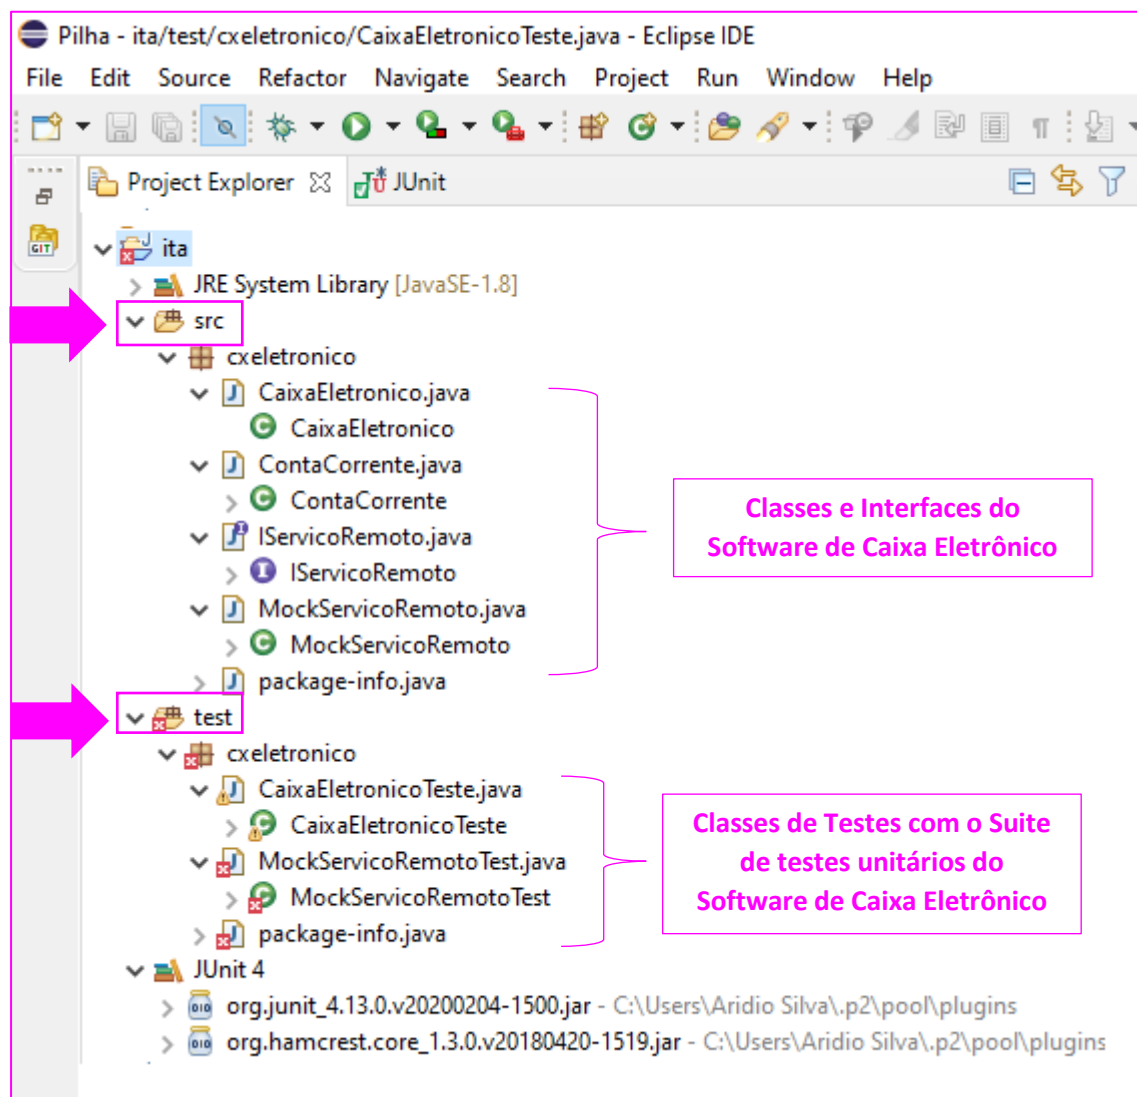 Pilha - ita/test/cxeletronico/CaixaEletronicoTeste.java - Eclipse IDE
File Edit Source Refactor Navigate Search Project Run Window Help
Project Explorer JUnit
GIT
ita
JRE System Library [JavaSE-1.8]
src
cxeletronico
CaixaEletronico.java
CaixaEletronico
ContaCorrente.java
ContaCorrente
IServicoRemoto.java
IServicoRemoto
MockServicoRemoto.java
MockServicoRemoto
package-info.java
Classes e Interfaces do
Software de Caixa Eletrônico
test
cxeletronico
CaixaEletronicoTeste.java
CaixaEletronicoTeste
MockServicoRemotoTest.java
MockServicoRemotoTest
package-info.java
Classes de Testes com o Suite
de testes unitários do
Software de Caixa Eletrônico
JUnit 4
org.junit_4.13.0.v20200204-1500.jar - C:\Users\Aridio Silva\.p2\pool\plugins
org.hamcrest.core_1.3.0.v20180420-1519.jar - C:\Users\Aridio Silva\.p2\pool\plugins